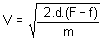 V = √(2.d.(F – f) / m)